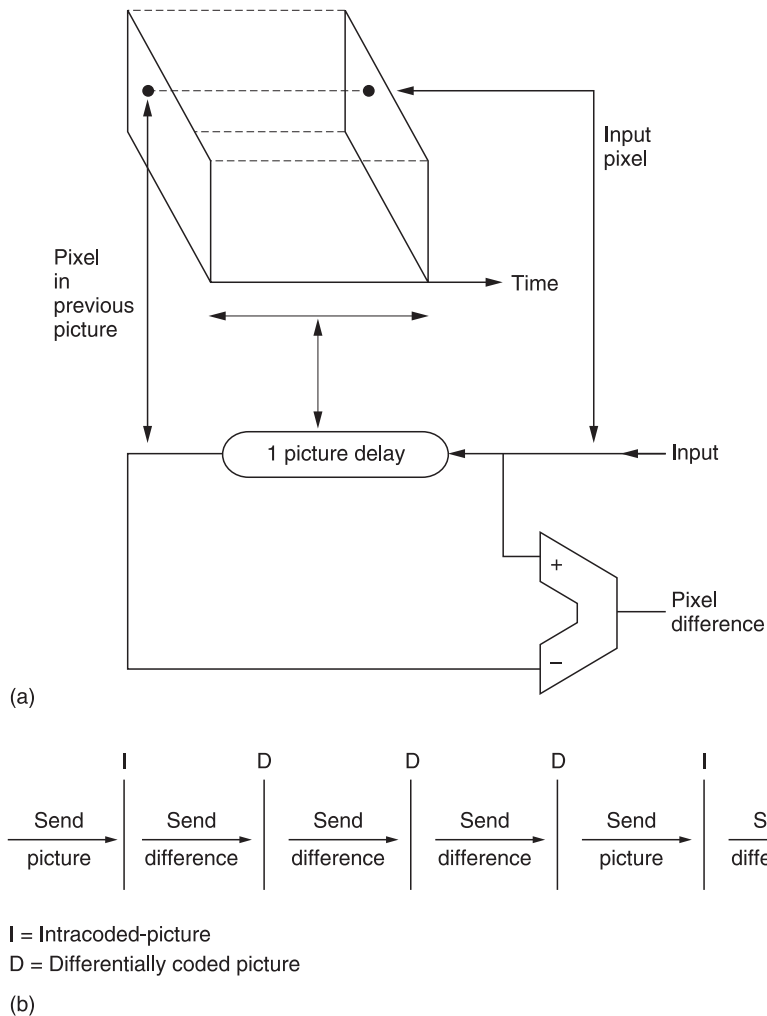 Input
pixel
Pixel
in
previous
picture
Time
1 picture delay
Input
+
Pixel
difference
−
(a)
I
D
D
D
I
Send
picture
Send
difference
Send
difference
Send
difference
Send
picture
I = Intracoded-picture
D = Differentially coded picture
(b)